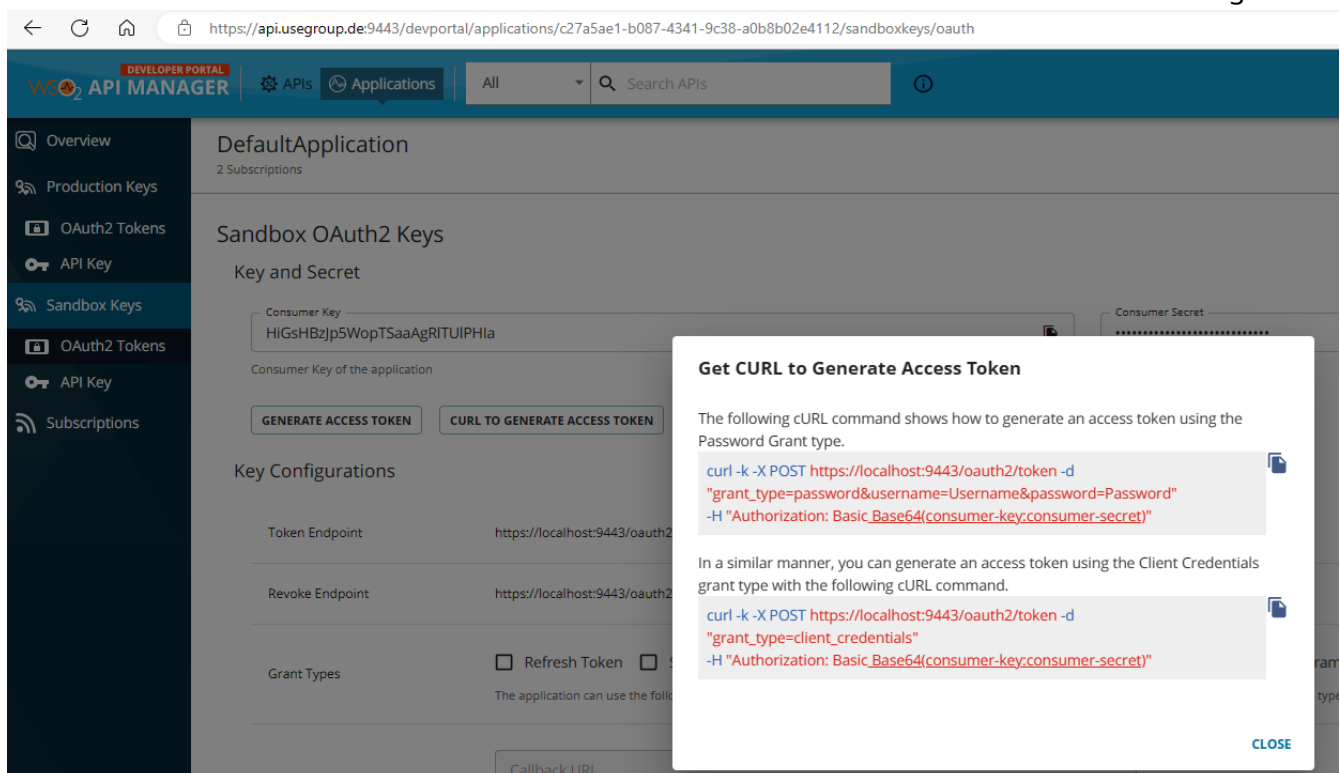 https://api.usegroup.de:9443/devportal/applications/c27a5ae1-b087-4341-9c38-a0b8b02e4112/sandboxkeys/oauth
DEVELOPER PORTAL
WSO2 API MANAGER
APIs
Applications
All
Search APIs
Overview
Production Keys
OAuth2 Tokens
API Key
Sandbox Keys
OAuth2 Tokens
API Key
Subscriptions
DefaultApplication
2 Subscriptions
Sandbox OAuth2 Keys
Key and Secret
Consumer Key
HiGsHBzJp5WopTSaaAgRlTUlPHIa
Consumer Key of the application
Consumer Secret
GENERATE ACCESS TOKEN
CURL TO GENERATE ACCESS TOKEN
Key Configurations
Token Endpoint
https://localhost:9443/oauth2
Revoke Endpoint
https://localhost:9443/oauth2
Grant Types
Refresh Token
The application can use the
Callback URL
Get CURL to Generate Access Token
The following cURL command shows how to generate an access token using the
Password Grant type.
curl -k -X POST https://localhost:9443/oauth2/token -d
"grant_type=password&username=Username&password=Password"
-H "Authorization: Basic Base64(consumer-key:consumer-secret)"
In a similar manner, you can generate an access token using the Client Credentials
grant type with the following cURL command.
curl -k -X POST https://localhost:9443/oauth2/token -d
"grant_type=client_credentials"
-H "Authorization: Basic Base64(consumer-key:consumer-secret)"
CLOSE